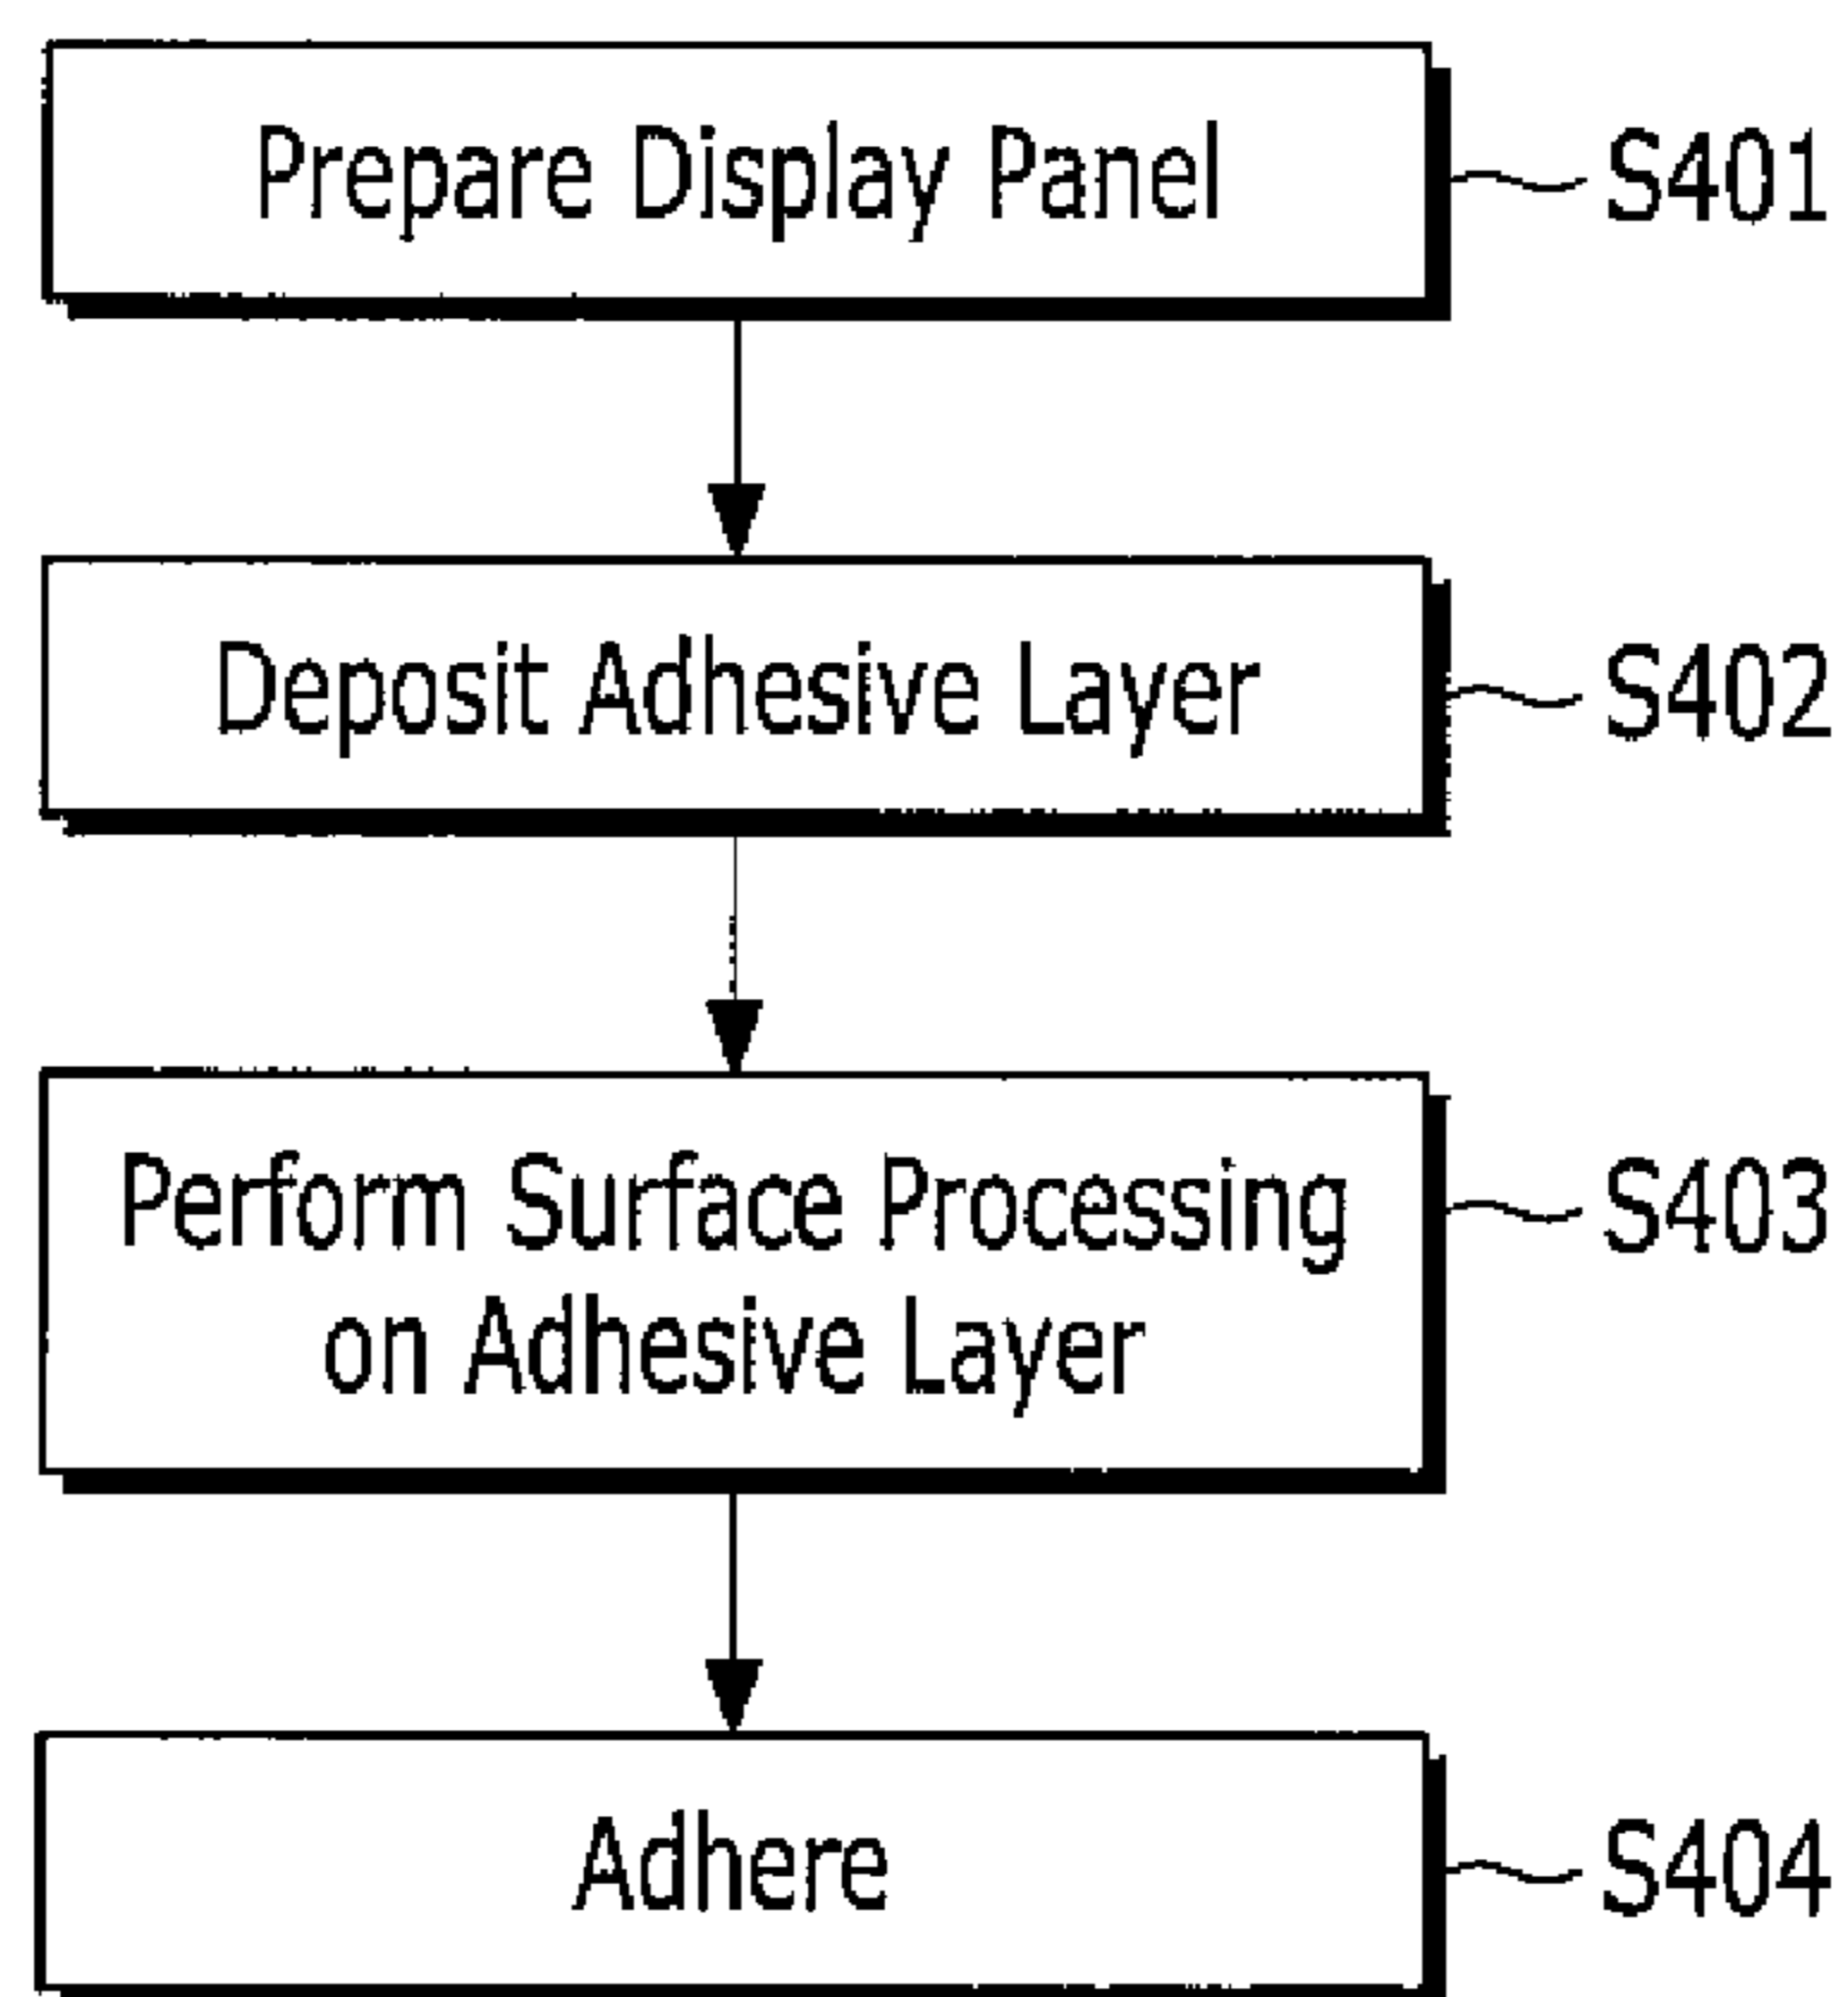 Prepare Display Panel
S401
Deposit Adhesive Layer
S402
Perform Surface Processing
on Adhesive Layer
S403
Adhere
S404